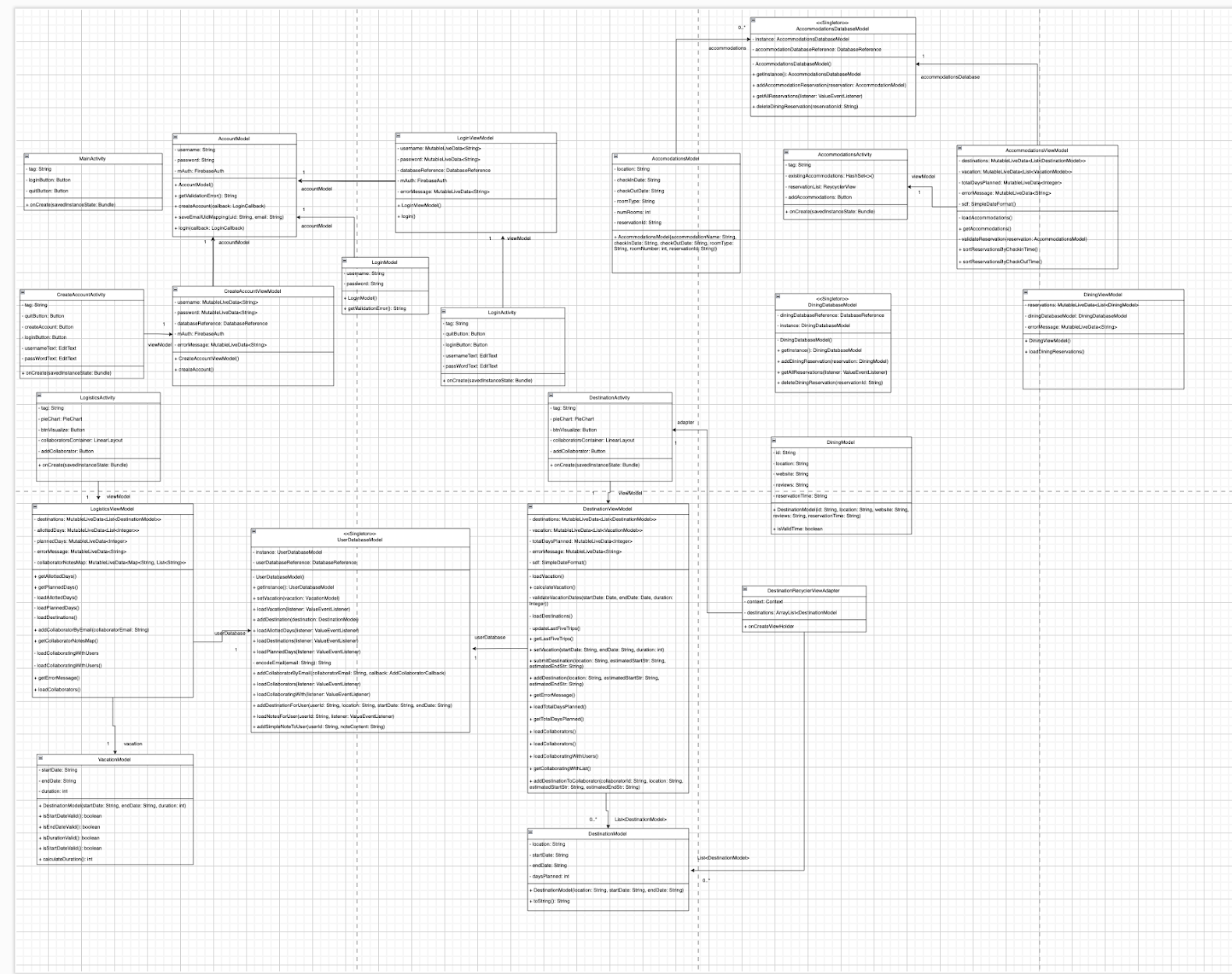 <<Singleton>>
AccommodationsDatabaseModel
- instance: AccommodationsDatabaseModel
- accommodationDatabaseReference: DatabaseReference
- AccommodationsDatabaseModel()
+ getInstance(): AccommodationsDatabaseModel
+ addAccommodationReservation(reservation: AccommodationModel)
+ getAllReservations(listener: ValueEventListener)
+ deleteDiningReservation(reservationId: String)
0..*
accommodations
1
accommodationsDatabase
MainActivity
- tag: String
- loginButton: Button
- quitButton: Button
+ onCreate(savedInstanceState: Bundle)
AccountModel
- username: String
- password: String
- mAuth: FirebaseAuth
+ AccountModel()
+ getValidationError(): String
+ createAccount(callback: LoginCallback)
+ saveEmailUidMapping(uid: String, email: String)
+ login(callback: LoginCallback)
1
accountModel
1
accountModel
1
accountModel
LoginViewModel
- username: MutableLiveData<String>
- password: MutableLiveData<String>
- databaseReference: DatabaseReference
- mAuth: FirebaseAuth
- errorMessage: MutableLiveData<String>
+ LoginViewModel()
+ login()
1
viewModel
AccommodationsModel
- location: String
- checkInDate: String
- checkOutDate: String
- roomType: String
- numRooms: int
- reservationId: String
+ AccommodationsModel(accommodationName: String,
checkInDate: String, checkOutDate: String, roomType:
String, roomNumber: int, reservationId: String))
AccommodationsActivity
- tag: String
- existingAccommodations: HashSet<>()
- reservationList: RecyclerView
- addAccommodations: Button
+ onCreate(savedInstanceState: Bundle)
viewModel
1
AccommodationsViewModel
- destinations: MutableLiveData<List<DestinationModel>>
- vacation: MutableLiveData<List<VacationModel>>
- totalDaysPlanned: MutableLiveData<Integer>
- errorMessage: MutableLiveData<String>
- sdf: SimpleDateFormat()
- loadAccommodations()
+ getAccommodations()
- validateReservation(reservation: AccommodationModel)
+ sortReservationsByCheckInTime()
+ sortReservationsByCheckOutTime()
LoginModel
- username: String
- password: String
+ LoginModel()
+ getValidationError(): String
CreateAccountActivity
- tag: String
- quitButton: Button
- createAccount: Button
- loginButton: Button
- usernameText: EditText
- passWordText: EditText
+ onCreate(savedInstanceState: Bundle)
1
viewModel
CreateAccountViewModel
- username: MutableLiveData<String>
- password: MutableLiveData<String>
- databaseReference: DatabaseReference
- mAuth: FirebaseAuth
- errorMessage: MutableLiveData<String>
+ CreateAccountViewModel()
+ createAccount()
LoginActivity
- tag: String
- quitButton: Button
- loginButton: Button
- usernameText: EditText
- passWordText: EditText
+ onCreate(savedInstanceState: Bundle)
<<Singleton>>
DiningDatabaseModel
- diningDatabaseReference: DatabaseReference
- instance: DiningDatabaseModel
- DiningDatabaseModel()
+ getInstance(): DiningDatabaseModel
+ addDiningReservation(reservation: DiningModel)
+ getAllReservations(listener: ValueEventListener)
+ deleteDiningReservation(reservationId: String)
DiningViewModel
- reservations: MutableLiveData<List<DiningModel>
- diningDatabaseModel: DiningDatabaseModel
- errorMessage: MutableLiveData<String>
+ DiningViewModel()
+ loadDiningReservations()
LogisticsActivity
- tag: String
- pieChart: PieChart
- btnVisualize: Button
- collaboratorsContainer: LinearLayout
- addCollaborator: Button
+ onCreate(savedInstanceState: Bundle)
1
viewModel
DestinationActivity
- tag: String
- pieChart: PieChart
- btnVisualize: Button
- collaboratorsContainer: LinearLayout
- addCollaborator: Button
+ onCreate(savedInstanceState: Bundle)
adapter
1
1
viewModel
DiningModel
- id: String
- location: String
- website: String
- reviews: String
- reservationTime: String
+ DestinationModel(id: String, location: String, website: String,
reviews: String, reservationTime: String)
+ isValidTime: boolean
LogisticsViewModel
- destinations: MutableLiveData<List<DestinationModel>
- allottedDays: MutableLiveData<Integer>
- plannedDays: MutableLiveData<Integer>
- errorMessage: MutableLiveData<String>
- collaboratorNotesMap: MutableLiveData<Map<String, List<String>>
+ getAllottedDays()
+ getPlannedDays()
- loadAllottedDays()
- loadPlannedDays()
- loadDestinations()
+ addCollaboratorByEmail(collaboratorEmail: String)
+ getCollaboratorNotesMap()
- loadCollaboratingWithUsers
- loadCollaboratingWithUsers()
+ getErrorMessage()
+ loadCollaborators()
userDatabase
1
<<Singleton>>
UserDatabaseModel
- instance: UserDatabaseModel
- userDatabaseReference: DatabaseReference;
- UserDatabaseModel()
+ getInstance(): UserDatabaseModel
+ setVacation(vacation: VacationModel)
+ loadVacation(listener: ValueEventListener)
+ addDestination(destination: DestinationModel)
+ loadAllottedDays(listener: ValueEventListener)
+ loadDestinations(listener: ValueEventListener)
+ loadPlannedDays(listener: ValueEventListener)
- encodeEmail(email: String): String
+ addCollaboratorByEmail(collaboratorEmail: String, callback: AddCollaboratorCallback)
+ loadCollaborators(listener: ValueEventListener)
+ loadCollaboratingWith(listener: ValueEventListener)
+ addDestinationForUser(userId: String, location: String, startDate: String, endDate: String)
+ loadNotesForUser(userId: String, listener: ValueEventListener)
+ addSimpleNoteToUser(userId: String, noteContent: String)
userDatabase
1
DestinationViewModel
- destinations: MutableLiveData<List<DestinationModel>>
- vacation: MutableLiveData<List<VacationModel>>
- totalDaysPlanned: MutableLiveData<Integer>
- errorMessage: MutableLiveData<String>
- sdf: SimpleDateFormat()
- loadVacation()
+ calculateVacation()
- validateVacationDates(startDate: Date, endDate: Date, duration:
Integer))
- loadDestinations()
- updateLastFiveTrips()
+ getLastFiveTrips()
+ setVacation(startDate: String, endDate: String, duration: int)
+ submitDestination(location: String, estimatedStartStr: String,
estimatedEndStr: String)
+ addDestination(location: String, estimatedStartStr: String,
estimatedEndStr: String)
+ getErrorMessage()
+ loadTotalDaysPlanned()
+ getTotalDaysPlanned()
+ loadCollaborators()
+ loadCollaborators()
+ loadCollaboratingWithUsers()
+ getCollaboratingWithList()
+ addDestinationToCollaborator(collaboratorId: String, location: String,
estimatedStartStr: String, estimatedEndStr: String)
DestinationRecyclerViewAdapter
- context: Context
- destinations: ArrayList<DestinationModel
+ onCreateViewHolder
1
vacation
VacationModel
- startDate: String
- endDate: String
- duration: int
+ DestinationModel(startDate: String, endDate: String, duration: int)
+ isStartDateValid(): boolean
+ isEndDateValid(): boolean
+ isDurationValid(): boolean
+ isStartDateValid(): boolean
+ calculateDuration(): int
0..*
List<DestinationModel>
DestinationModel
- location: String
- startDate: String
- endDate: String
- daysPlanned: int
+ DestinationModel(location: String, startDate: String, endDate: String)
+ toString(): String
List<DestinationModel>
0..*